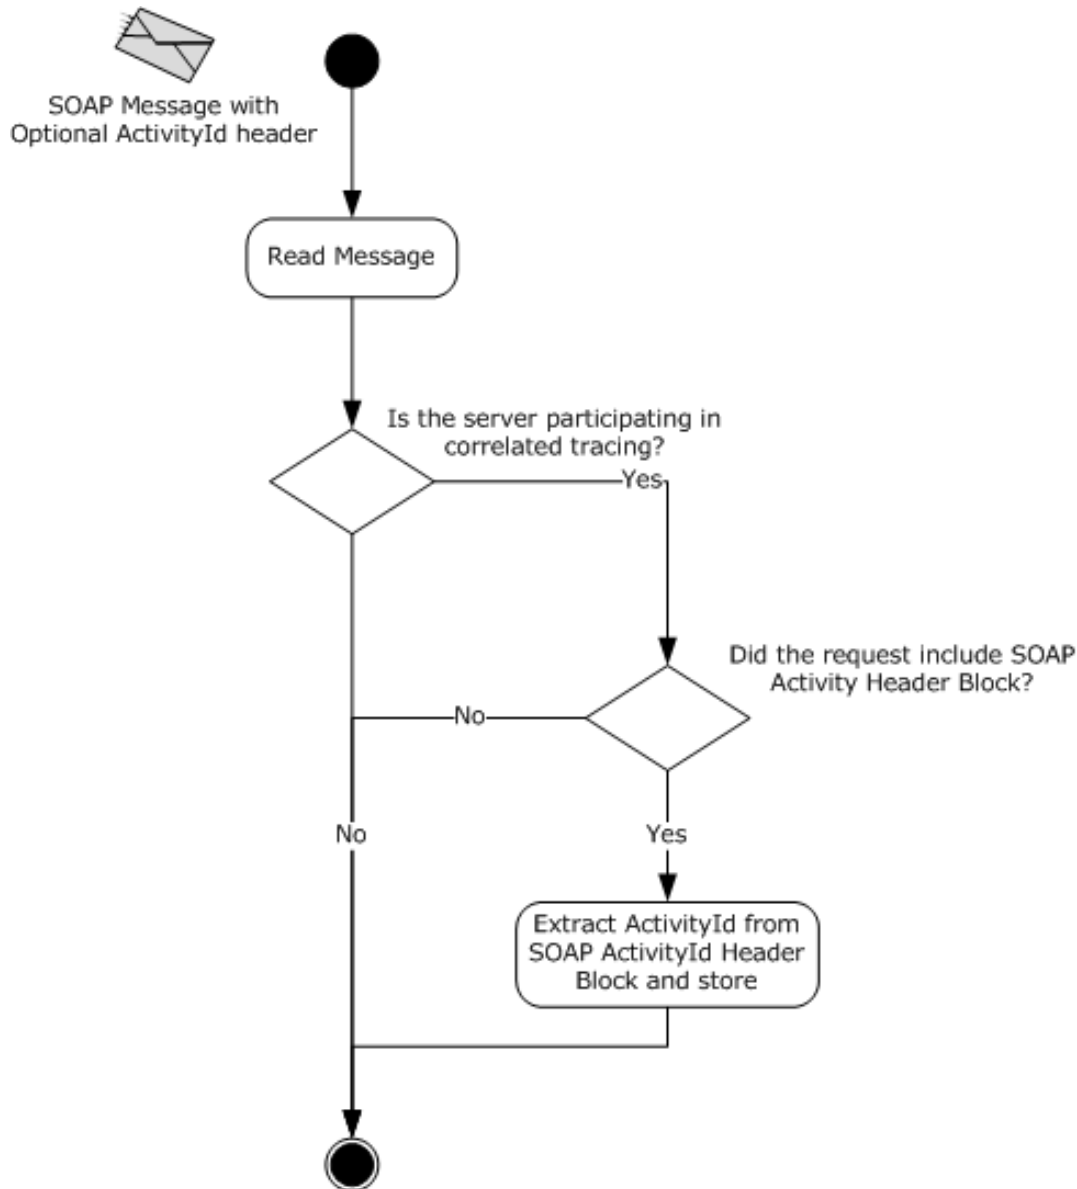 SOAP Message with
Optional ActivityId header
Read Message
Is the server participating in
correlated tracing?
Yes
Did the request include SOAP
Activity Header Block?
No
No
Yes
Extract ActivityId from
SOAP ActivityId Header
Block and store